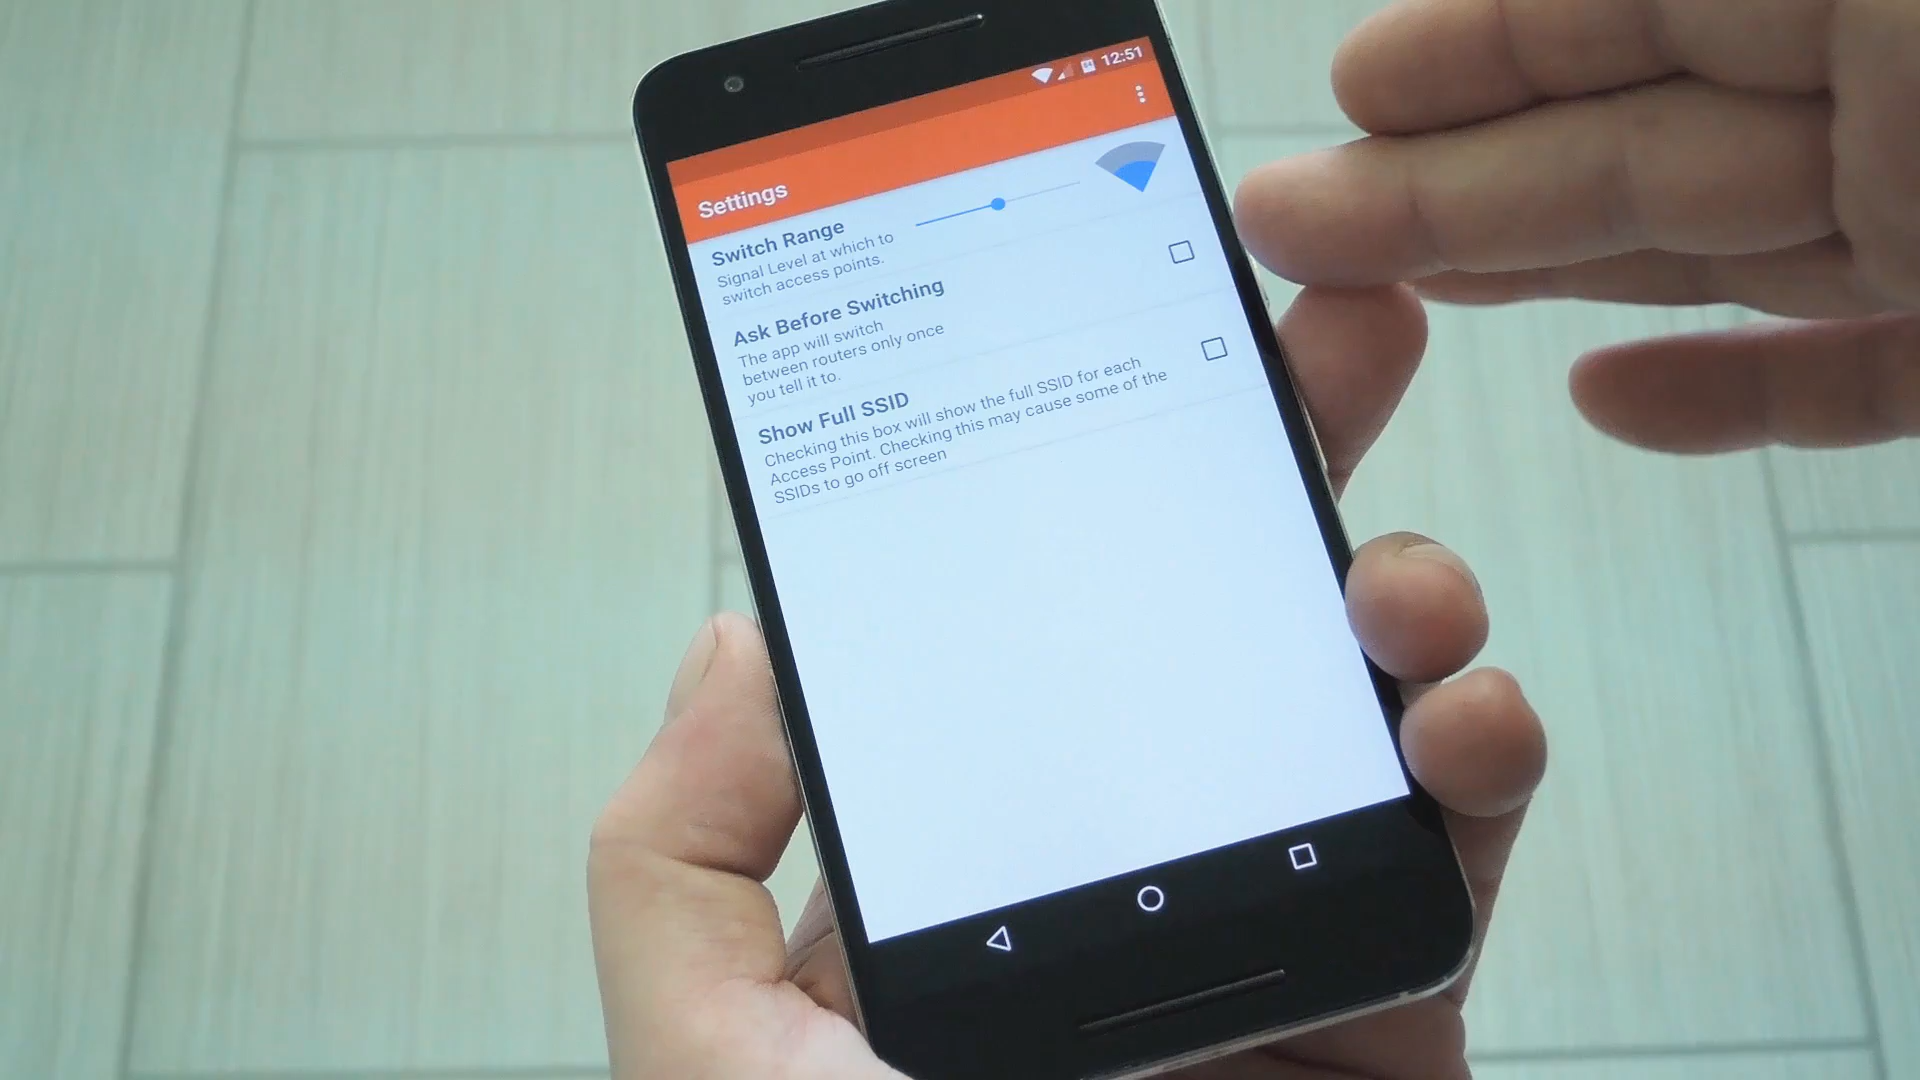 12:51
Settings
Switch Range
Signal Level at which to
switch access points.
Ask Before Switching
The app will switch
between routers only once
you tell it to.
Show Full SSID
Checking this box will show the full SSID for each
Access Point. Checking this may cause some of the
SSIDs to go off screen